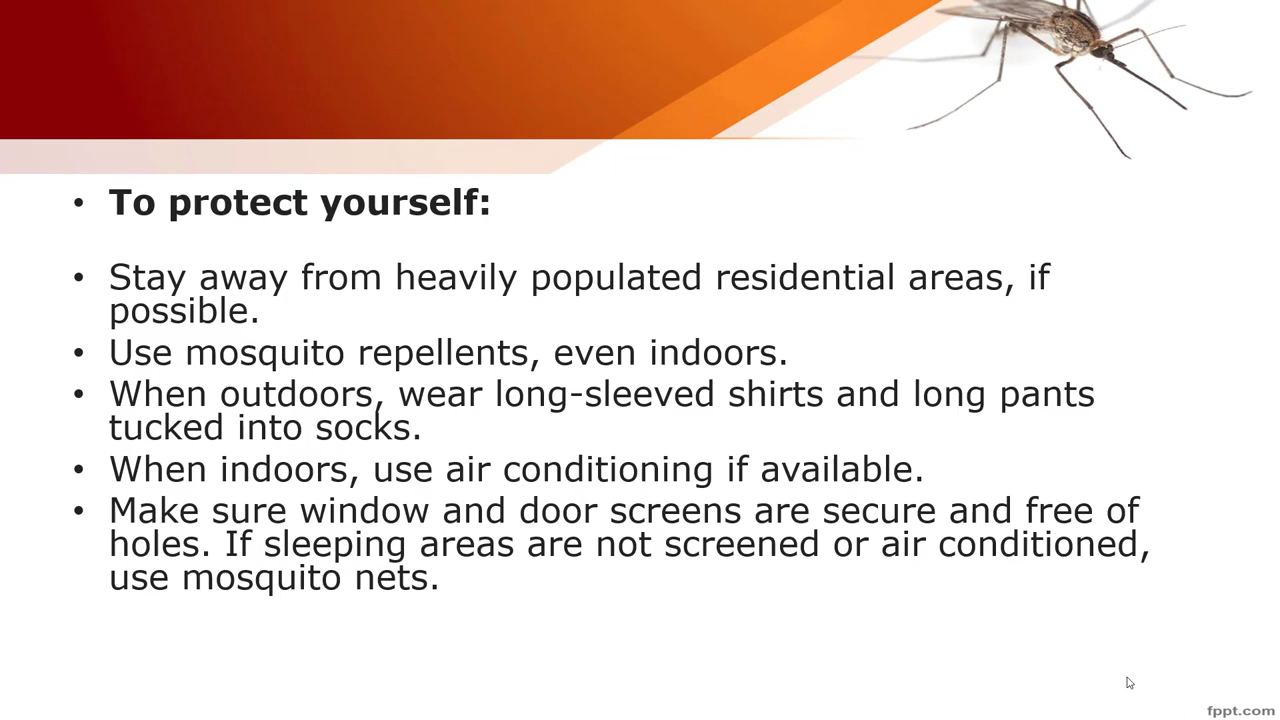 • To protect yourself:
• Stay away from heavily populated residential areas, if
possible.
• Use mosquito repellents, even indoors.
• When outdoors, wear long-sleeved shirts and long pants
tucked into socks.
• When indoors, use air conditioning if available.
• Make sure window and door screens are secure and free of
holes. If sleeping areas are not screened or air conditioned,
use mosquito nets.
fppt.com